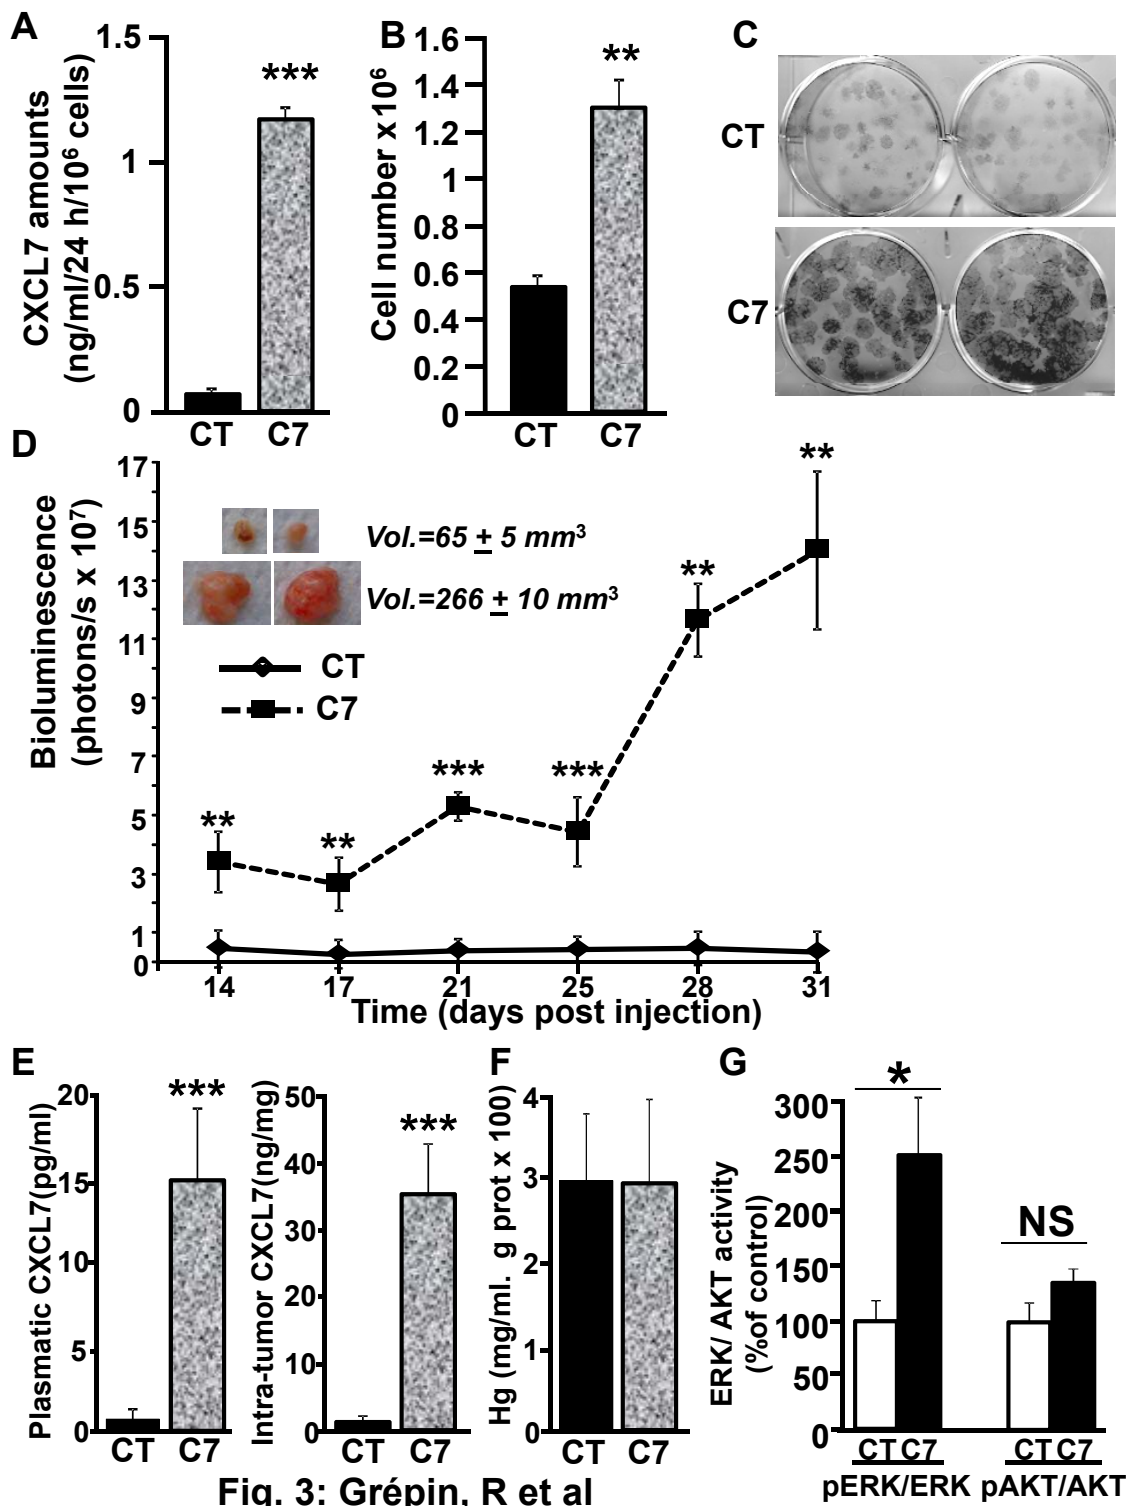 A
CXCL7 amounts
(ng/ml/24 h/10⁶ cells)
1.5
1
0.5
0
***
CT C7
B
Cell number x 10⁶
1.6
1.4
1.2
1
0.8
0.6
0.4
0.2
0
**
CT C7
C
CT
C7
D
Bioluminescence
(photons/s x 10⁷)
17
15
13
11
9
7
5
3
1
0
Vol.=65 ± 5 mm³
Vol.=266 ± 10 mm³
CT
C7
** ** *** *** ** **
14 17 21 25 28 31
Time (days post injection)
E
Plasmatic CXCL7(pg/ml)
20
15
10
5
0
***
CT C7
Intra-tumor CXCL7(ng/mg)
50
40
30
20
10
0
***
CT C7
F
Hg (mg/ml. g prot x 100)
4
3
2
1
0
CT C7
G
ERK/ AKT activity
(%of control)
300
250
200
150
100
50
0
*
NS
CT C7 CT C7
pERK/ERK pAKT/AKT
Fig. 3: Grépin, R et al